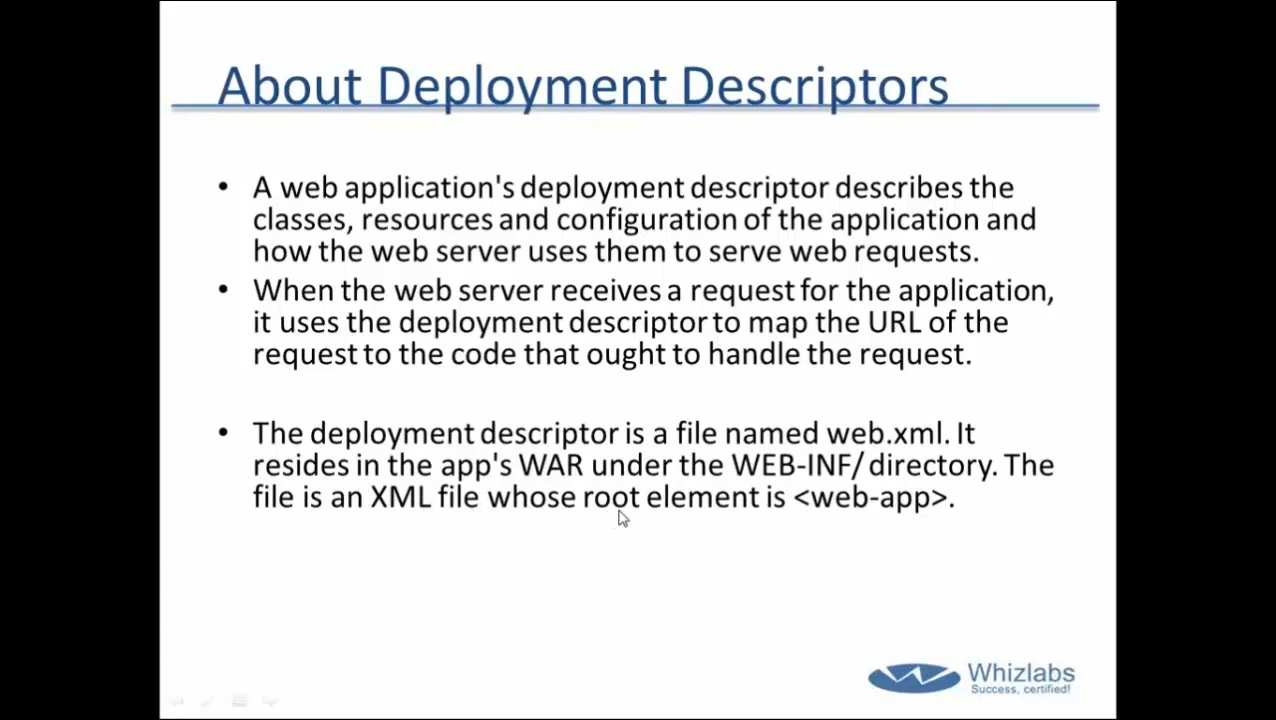 About Deployment Descriptors
• A web application's deployment descriptor describes the
classes, resources and configuration of the application and
how the web server uses them to serve web requests.
• When the web server receives a request for the application,
it uses the deployment descriptor to map the URL of the
request to the code that ought to handle the request.
• The deployment descriptor is a file named web.xml. It
resides in the app's WAR under the WEB-INF/ directory. The
file is an XML file whose root element is <web-app>.
Whizlabs
Success, certified!